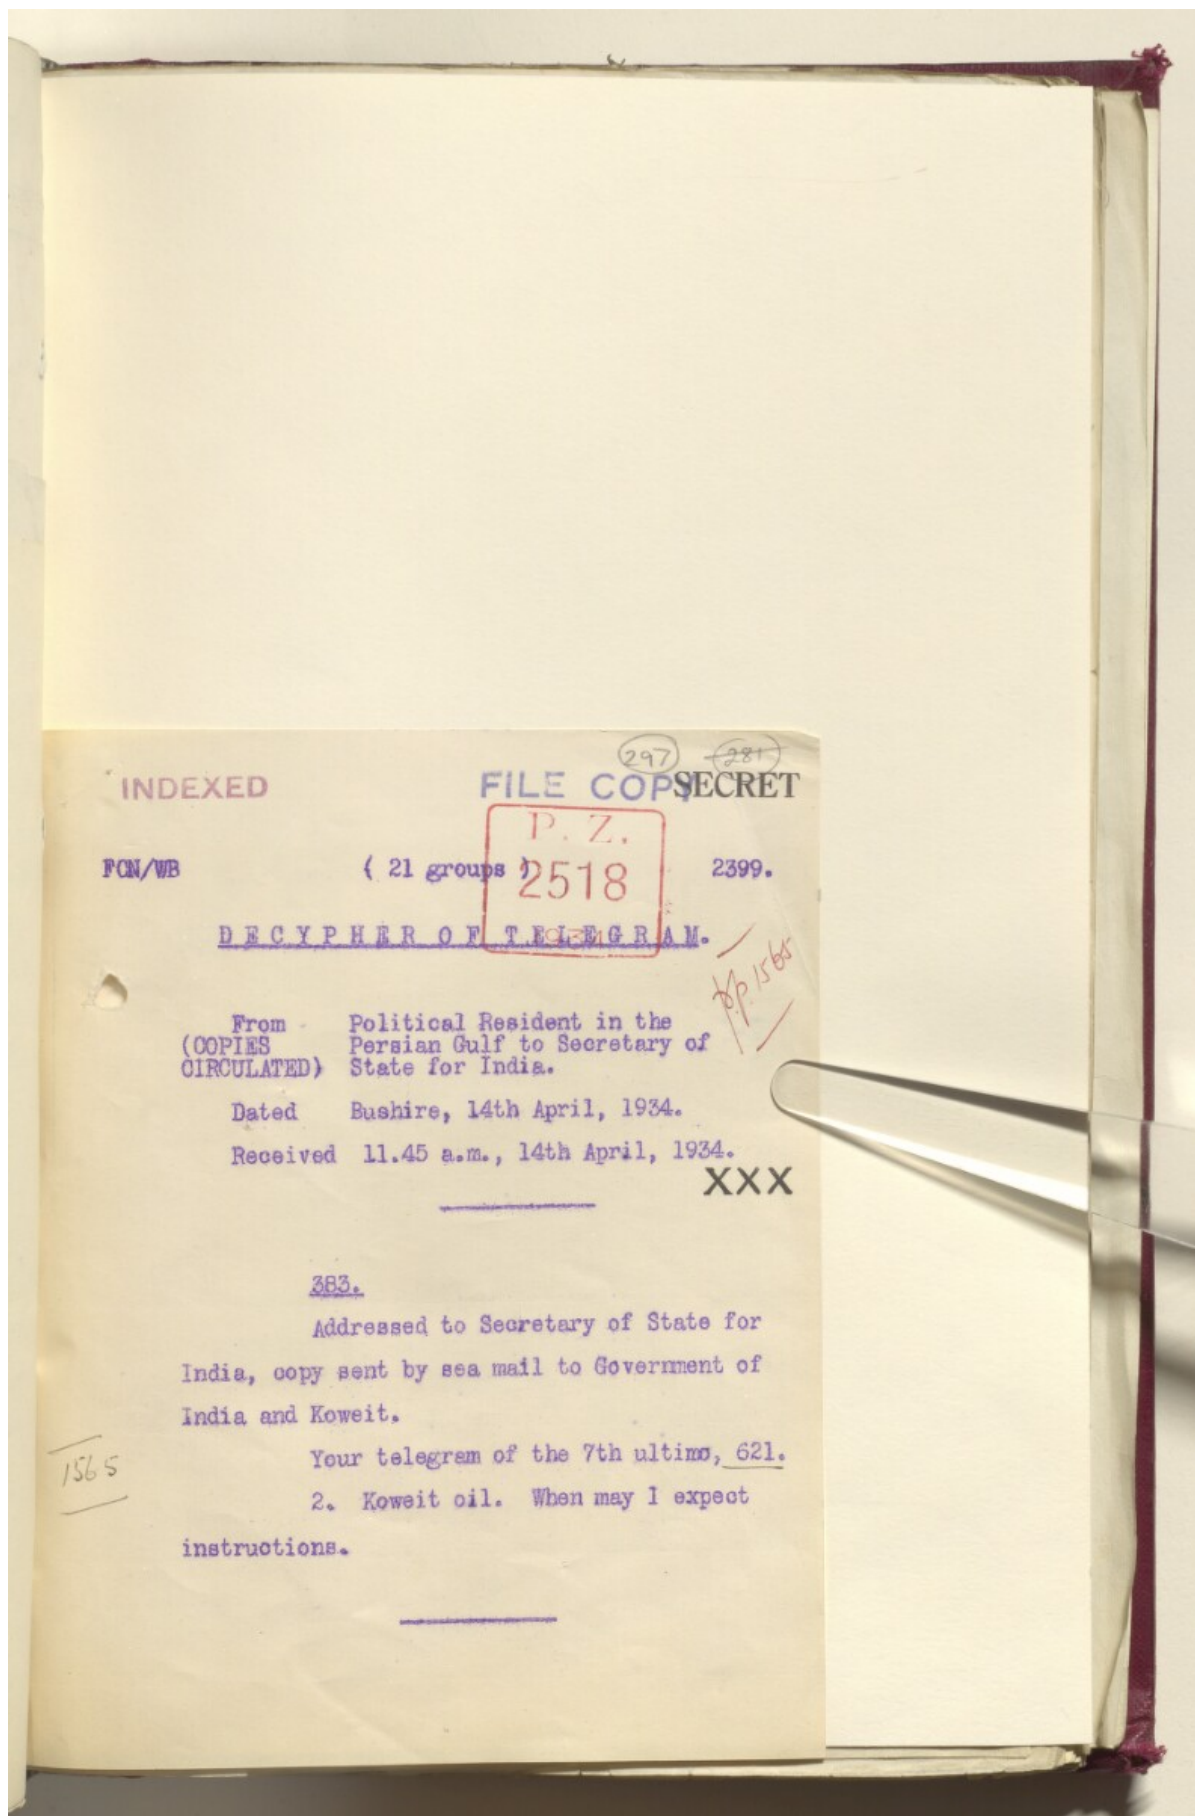 297 281
INDEXED FILE COPY SECRET
P. Z.
2518
1934
FCN/WB ( 21 groups ) 2399.
DECYPHER OF TELEGRAM.
p.p. 1565
From Political Resident in the
(COPIES Persian Gulf to Secretary of
CIRCULATED) State for India.
Dated Bushire, 14th April, 1934.
Received 11.45 a.m., 14th April, 1934.
XXX
383.
Addressed to Secretary of State for
India, copy sent by sea mail to Government of
India and Koweit.
Your telegram of the 7th ultimo, 621.
1565
2. Koweit oil. When may I expect
instructions.